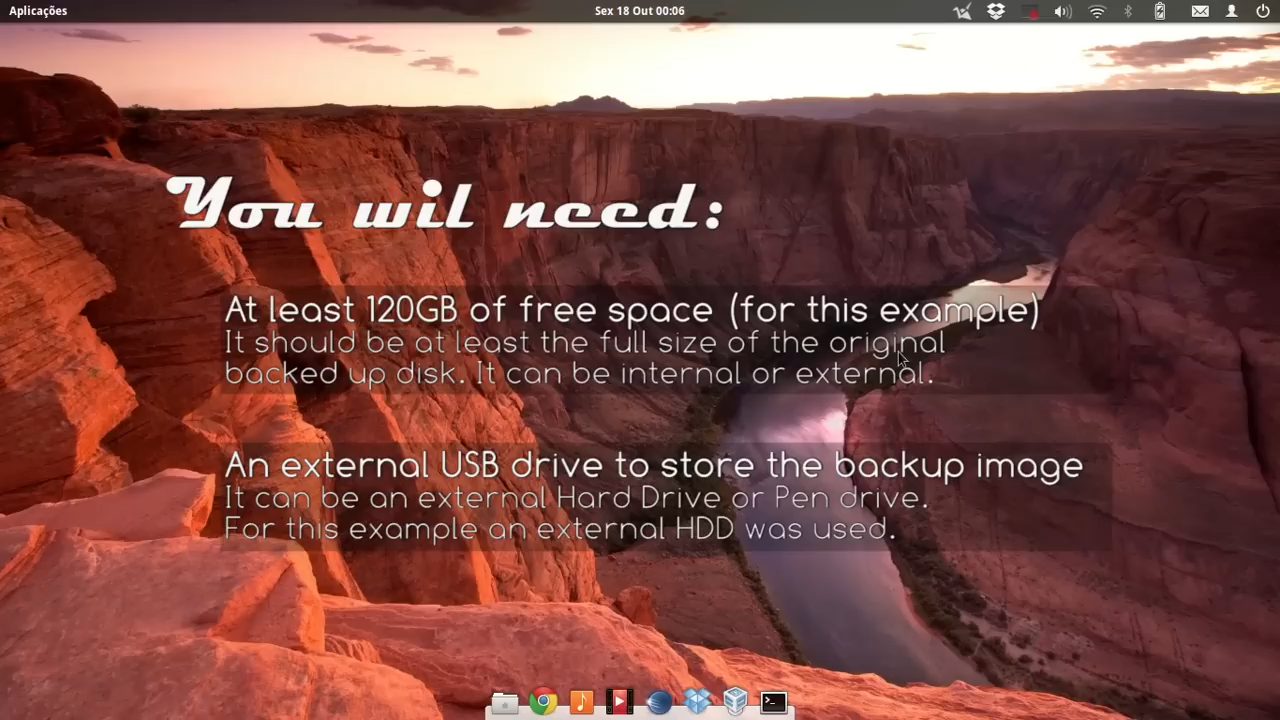 Aplicações
Sex 18 Out 00:06
You wil need:
At least 120GB of free space (for this example)
It should be at least the full size of the original
backed up disk. It can be internal or external.
An external USB drive to store the backup image
It can be an external Hard Drive or Pen drive.
For this example an external HDD was used.